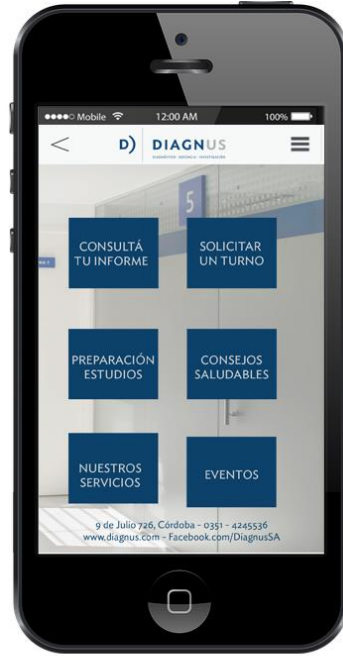 Mobile 12:00 AM 100%
D) DIAGNUS
5
CONSULTÁ
TU INFORME
SOLICITAR
UN TURNO
PREPARACIÓN
ESTUDIOS
CONSEJOS
SALUDABLES
NUESTROS
SERVICIOS
EVENTOS
9 de Julio 726, Córdoba - 0351 - 4245536
www.diagnus.com - Facebook.com/DiagnusSA